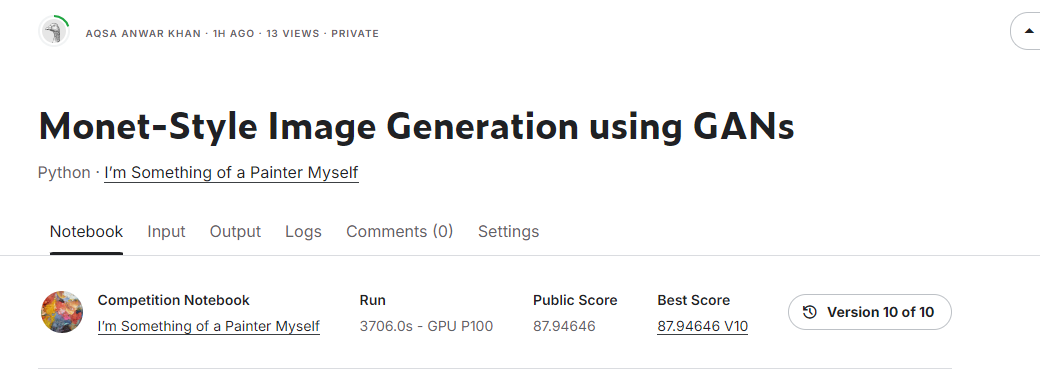 AQSA ANWAR KHAN · 1H AGO · 13 VIEWS · PRIVATE
Monet-Style Image Generation using GANs
Python · I'm Something of a Painter Myself
Notebook Input Output Logs Comments (0) Settings
Competition Notebook Run Public Score Best Score
I'm Something of a Painter Myself 3706.0s - GPU P100 87.94646 87.94646 V10
Version 10 of 10